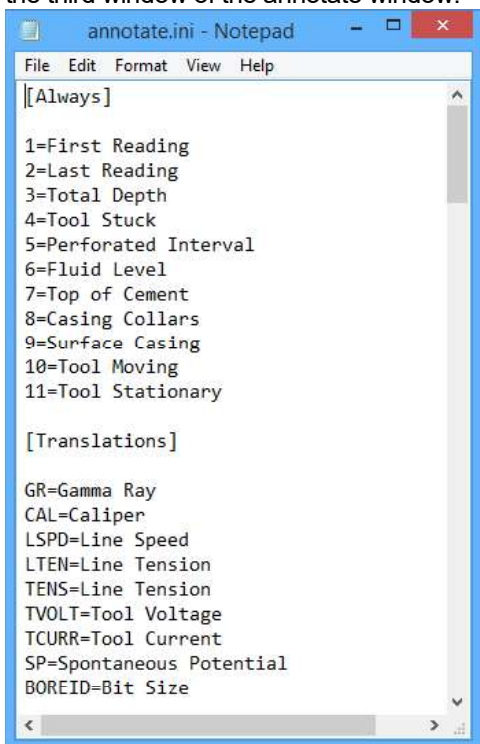 the third window of the annotate window.
annotate.ini - Notepad
File Edit Format View Help
[Always]
1=First Reading
2=Last Reading
3=Total Depth
4=Tool Stuck
5=Perforated Interval
6=Fluid Level
7=Top of Cement
8=Casing Collars
9=Surface Casing
10=Tool Moving
11=Tool Stationary
[Translations]
GR=Gamma Ray
CAL=Caliper
LSPD=Line Speed
LTEN=Line Tension
TENS=Line Tension
TVOLT=Tool Voltage
TCURR=Tool Current
SP=Spontaneous Potential
BOREID=Bit Size